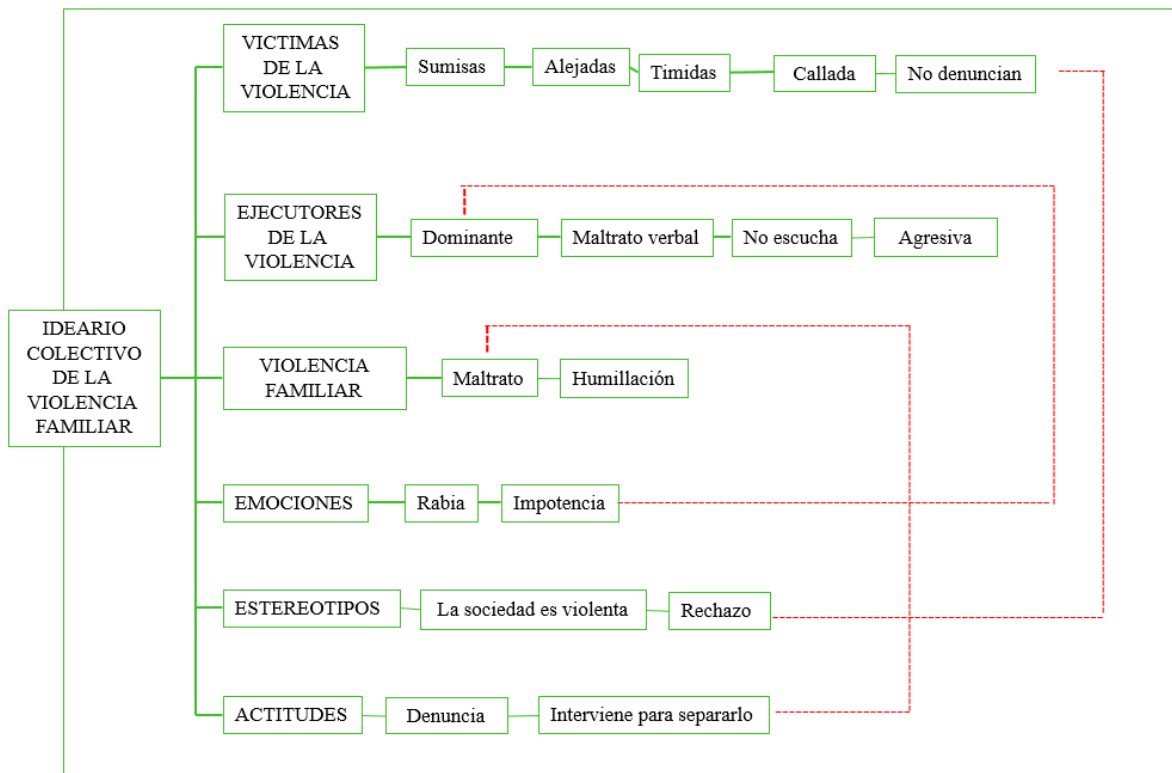 VICTIMAS
DE LA
VIOLENCIA
Sumisas
Alejadas
Timidas
Callada
No denuncian
EJECUTORES
DE LA
VIOLENCIA
Dominante
Maltrato verbal
No escucha
Agresiva
IDEARIO
COLECTIVO
DE LA
VIOLENCIA
FAMILIAR
VIOLENCIA
FAMILIAR
Maltrato
Humillación
EMOCIONES
Rabia
Impotencia
ESTEREOTIPOS
La sociedad es violenta
Rechazo
ACTITUDES
Denuncia
Interviene para separarlo